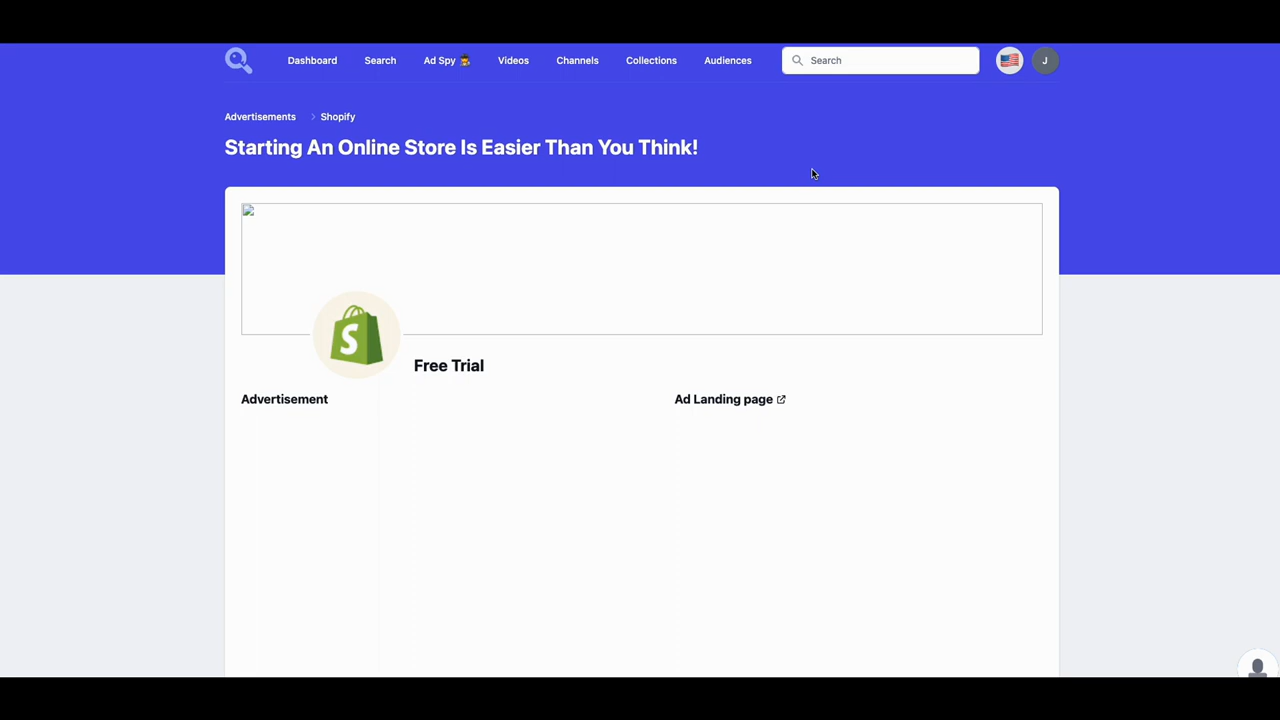 Dashboard Search Ad Spy Videos Channels Collections Audiences Search J
Advertisements > Shopify
Starting An Online Store Is Easier Than You Think!
S
Free Trial
Advertisement Ad Landing page